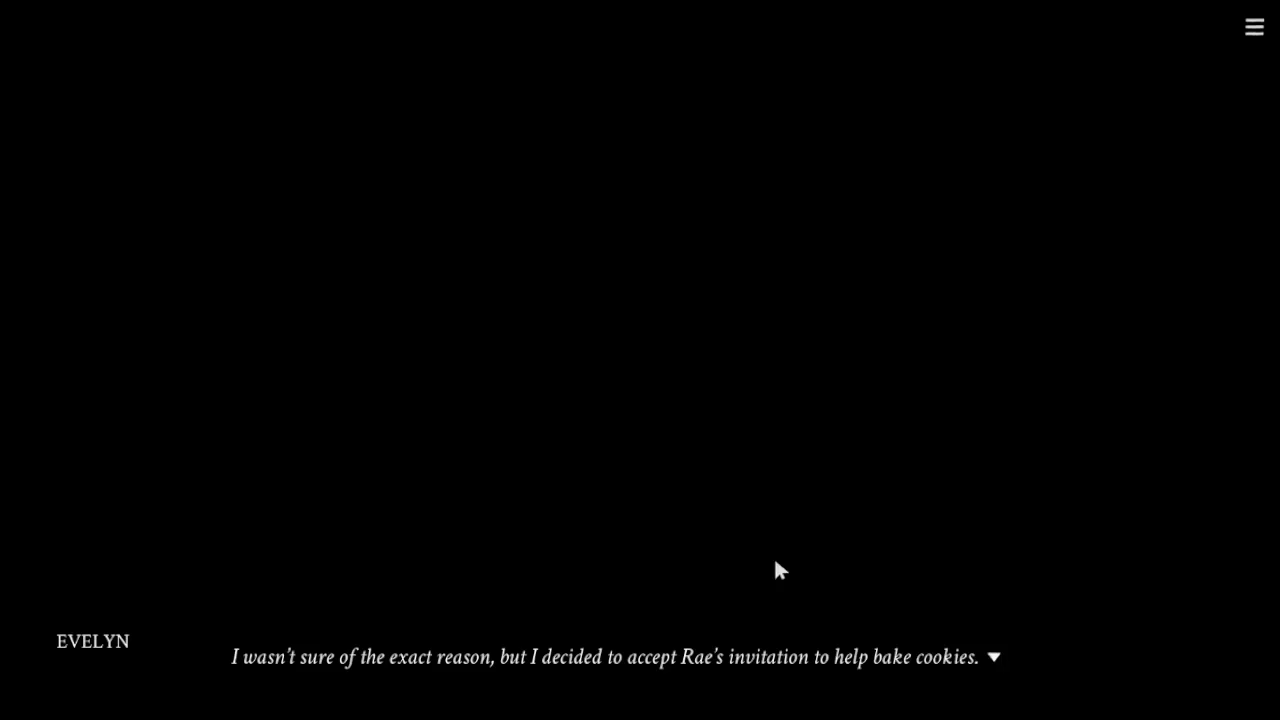 EVELYN
I wasn't sure of the exact reason, but I decided to accept Rae's invitation to help bake cookies.